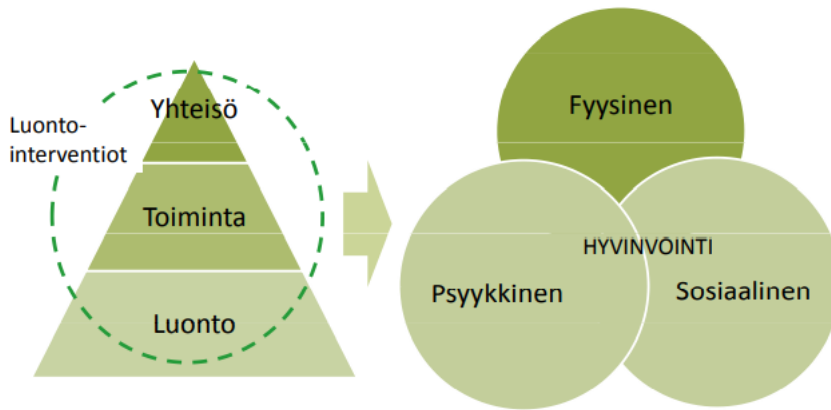 Luonto-
interventiot
Yhteisö
Toiminta
Luonto
Fyysinen
HYVINVOINTI
Psyykkinen
Sosiaalinen